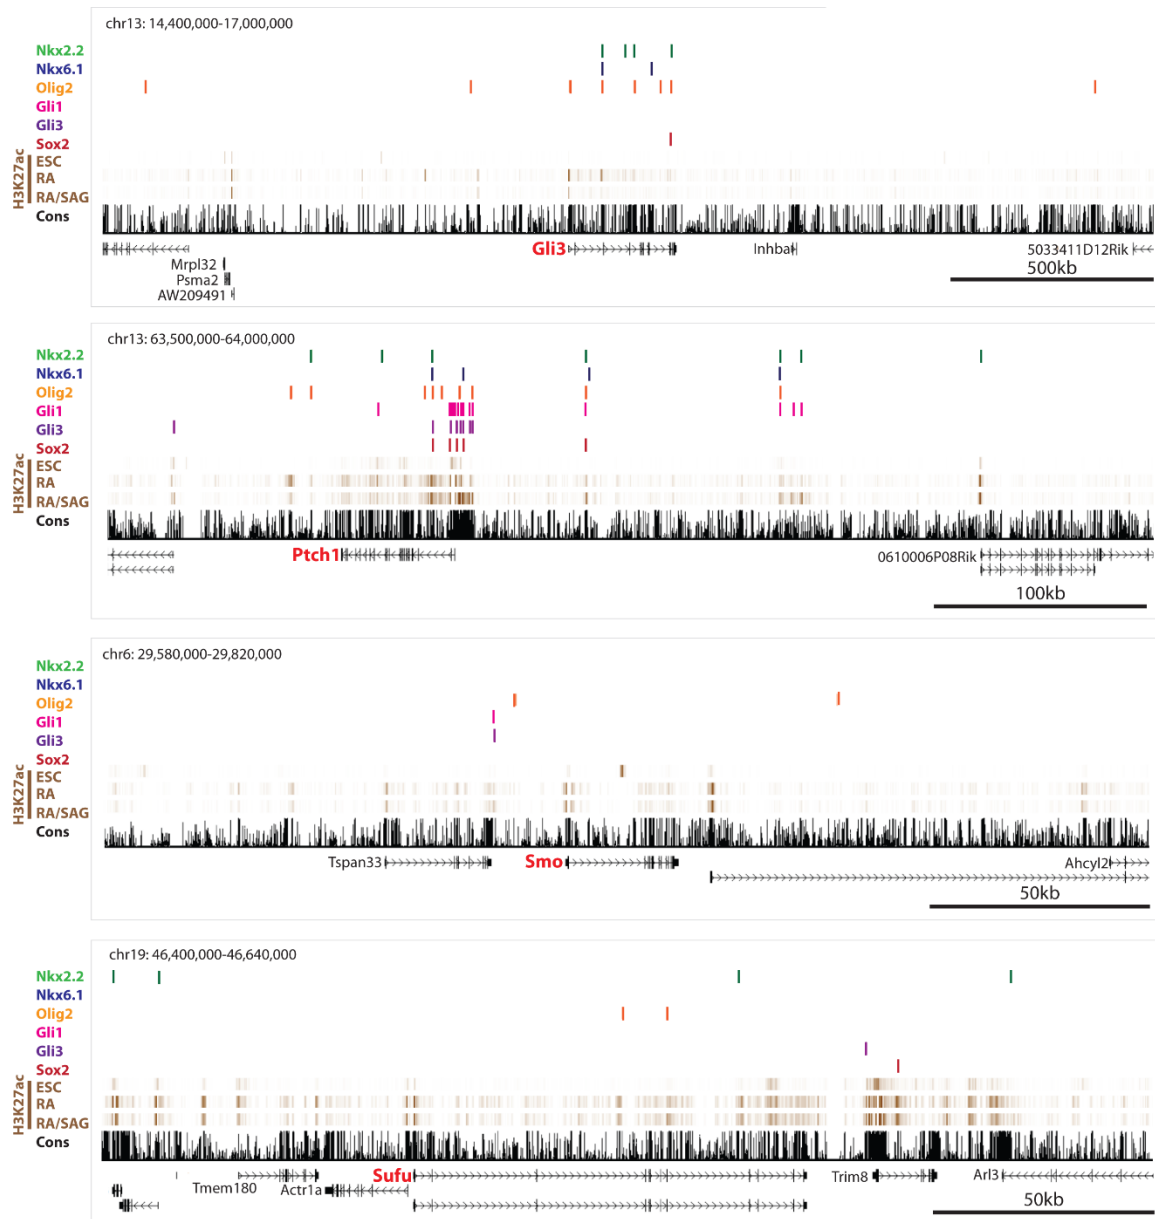 chr13: 14,400,000-17,000,000
Nkx2.2
Nkx6.1
Olig2
Gli1
Gli3
Sox2
H3K27ac
ESC
RA
RA/SAG
Cons
Gli3
Inhba
5033411D12Rik
Mrpl32
Psma2
AW209491
500kb
chr13: 63,500,000-64,000,000
Nkx2.2
Nkx6.1
Olig2
Gli1
Gli3
Sox2
H3K27ac
ESC
RA
RA/SAG
Cons
Ptch1
0610006P08Rik
100kb
chr6: 29,580,000-29,820,000
Nkx2.2
Nkx6.1
Olig2
Gli1
Gli3
Sox2
H3K27ac
ESC
RA
RA/SAG
Cons
Tspan33
Smo
Ahcyl2
50kb
chr19: 46,400,000-46,640,000
Nkx2.2
Nkx6.1
Olig2
Gli1
Gli3
Sox2
H3K27ac
ESC
RA
RA/SAG
Cons
Tmem180
Actr1a
Sufu
Trim8
Arl3
50kb